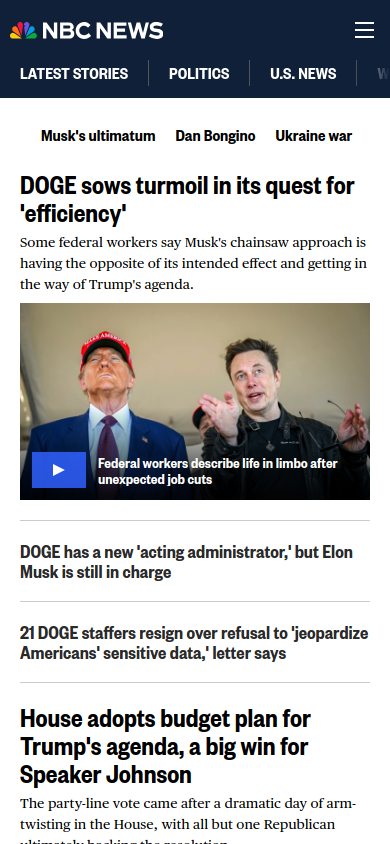 NBC NEWS
LATEST STORIES
POLITICS
U.S. NEWS
Musk's ultimatum
Dan Bongino
Ukraine war
DOGE sows turmoil in its quest for
'efficiency'
Some federal workers say Musk's chainsaw approach is
having the opposite of its intended effect and getting in
the way of Trump's agenda.
Federal workers describe life in limbo after
unexpected job cuts
DOGE has a new 'acting administrator,' but Elon
Musk is still in charge
21 DOGE staffers resign over refusal to 'jeopardize
Americans' sensitive data,' letter says
House adopts budget plan for
Trump's agenda, a big win for
Speaker Johnson
The party-line vote came after a dramatic day of arm-
twisting in the House, with all but one Republican